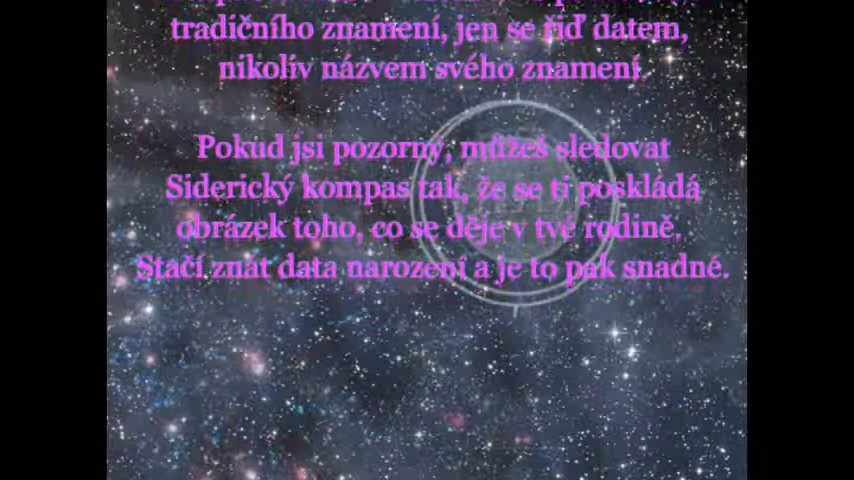 tradičního znamení, jen se řiď datem,
nikoliv názvem svého znamení.
Pokud jsi pozorný, můžeš sledovat
Siderický kompas tak, že se ti poskládá
obrázek toho, co se děje v tvé rodině.
Stačí znát data narození a je to pak snadné.